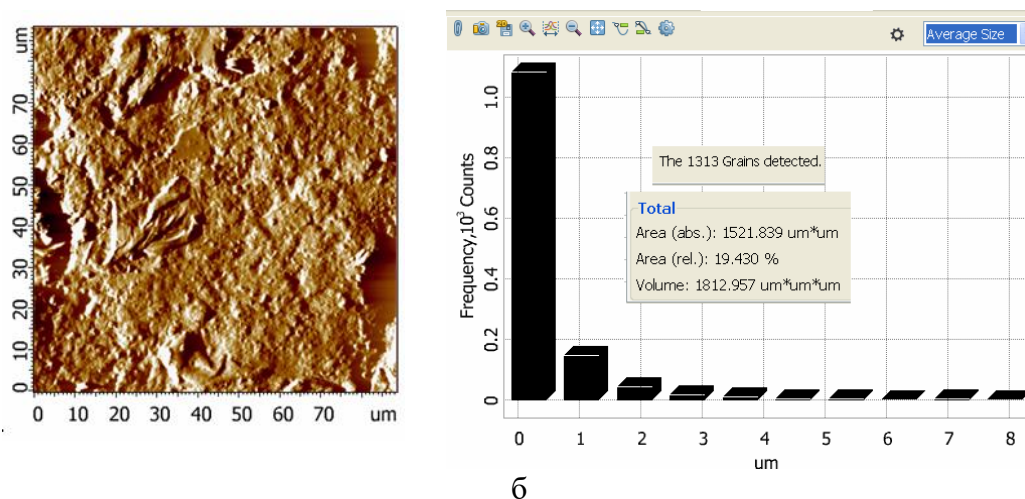 um
70
60
50
40
30
20
10
0
0 10 20 30 40 50 60 70 um
.
Average Size
Frequency,10³ Counts
1.0
0.8
0.6
0.4
0.2
0
The 1313 Grains detected.
Total
Area (abs.): 1521.839 um*um
Area (rel.): 19.430 %
Volume: 1812.957 um*um*um
0 1 2 3 4 5 6 7 8
um
б